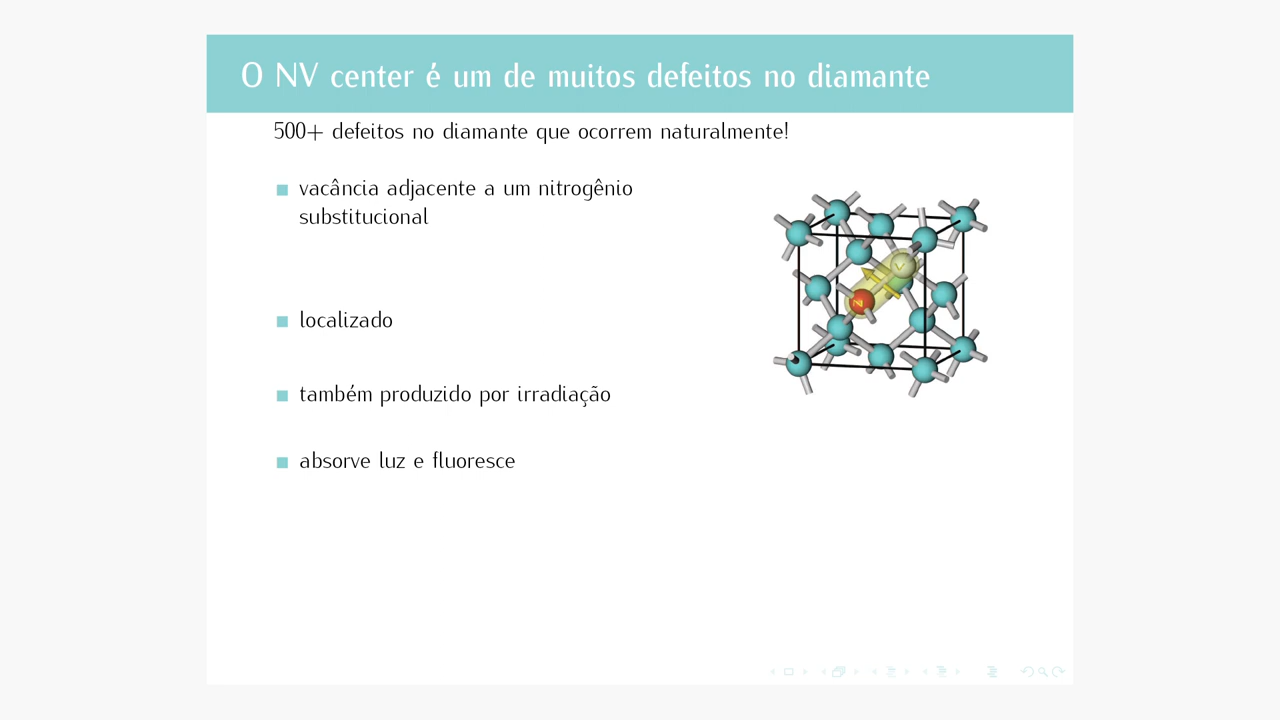 O NV center é um de muitos defeitos no diamante
500+ defeitos no diamante que ocorrem naturalmente!
vacância adjacente a um nitrogênio
substitucional
localizado
também produzido por irradiação
absorve luz e fluoresce
V
N